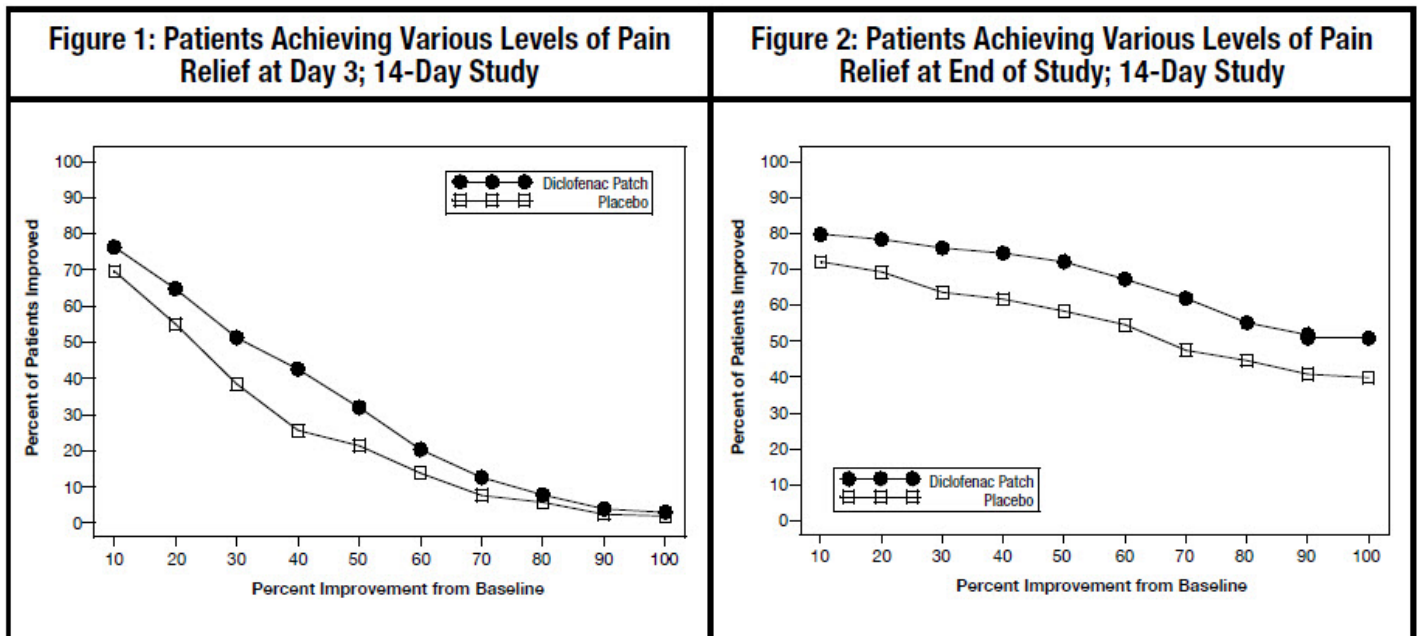 Figure 1: Patients Achieving Various Levels of Pain
Relief at Day 3; 14-Day Study
100
90
80
70
60
50
40
30
20
10
0
Percent of Patients Improved
Diclofenac Patch
Placebo
10 20 30 40 50 60 70 80 90 100
Percent Improvement from Baseline
Figure 2: Patients Achieving Various Levels of Pain
Relief at End of Study; 14-Day Study
100
90
80
70
60
50
40
30
20
10
0
Percent of Patients Improved
Diclofenac Patch
Placebo
10 20 30 40 50 60 70 80 90 100
Percent Improvement from Baseline